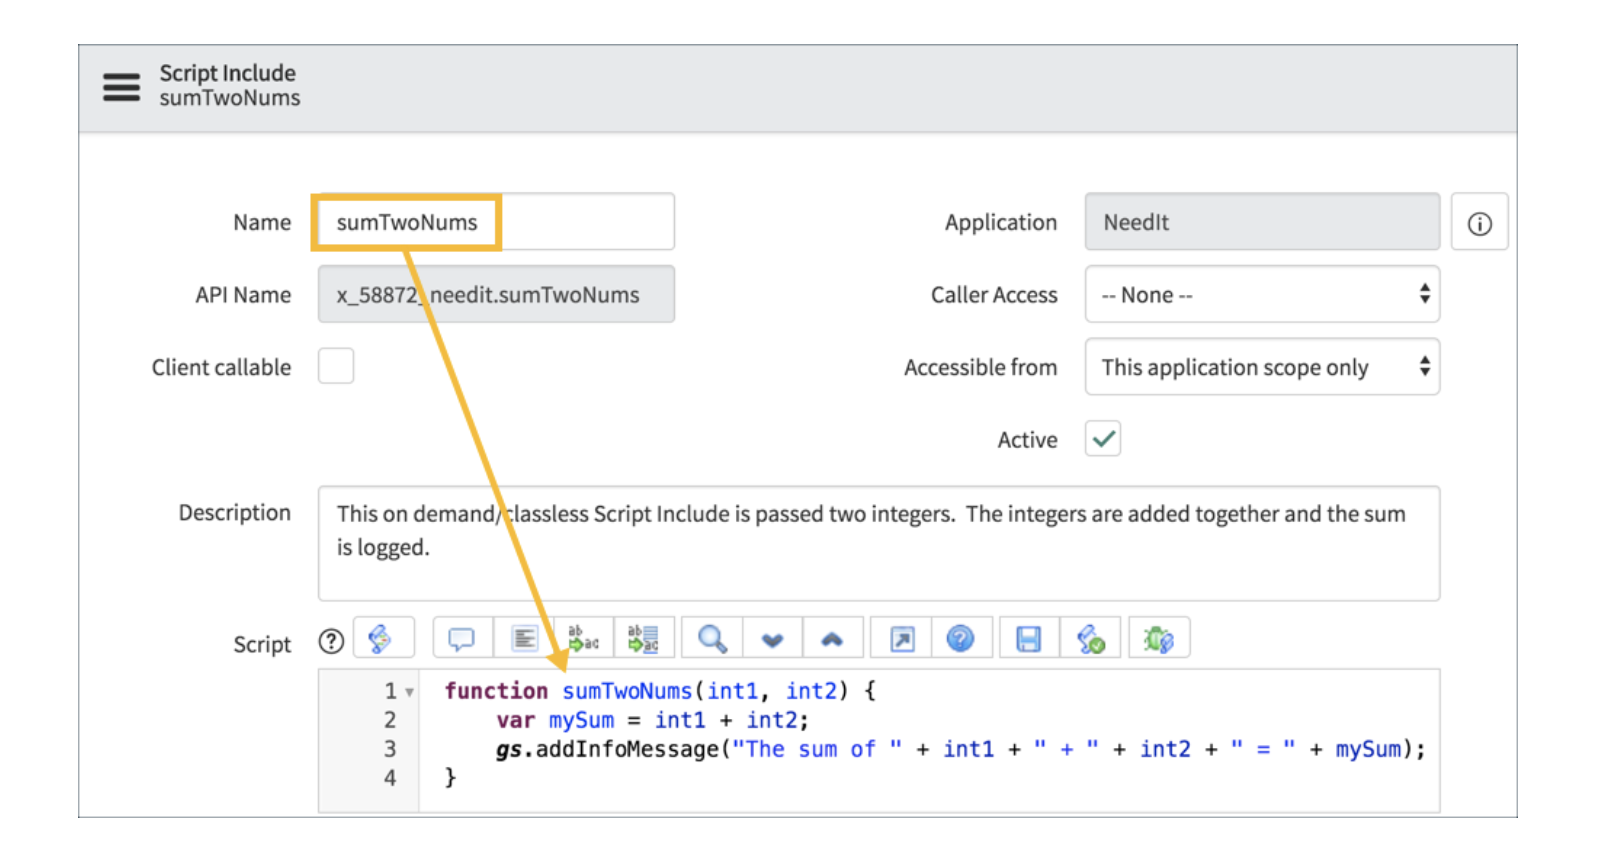 Script Include
sumTwoNums
Name
sumTwoNums
Application
NeedIt
API Name
x_58872_needit.sumTwoNums
Caller Access
-- None --
Client callable
Accessible from
This application scope only
Active
Description
This on demand/classless Script Include is passed two integers.  The integers are added together and the sum
is logged.
Script
1 function sumTwoNums(int1, int2) {
2     var mySum = int1 + int2;
3     gs.addInfoMessage("The sum of " + int1 + " + " + int2 + " = " + mySum);
4 }